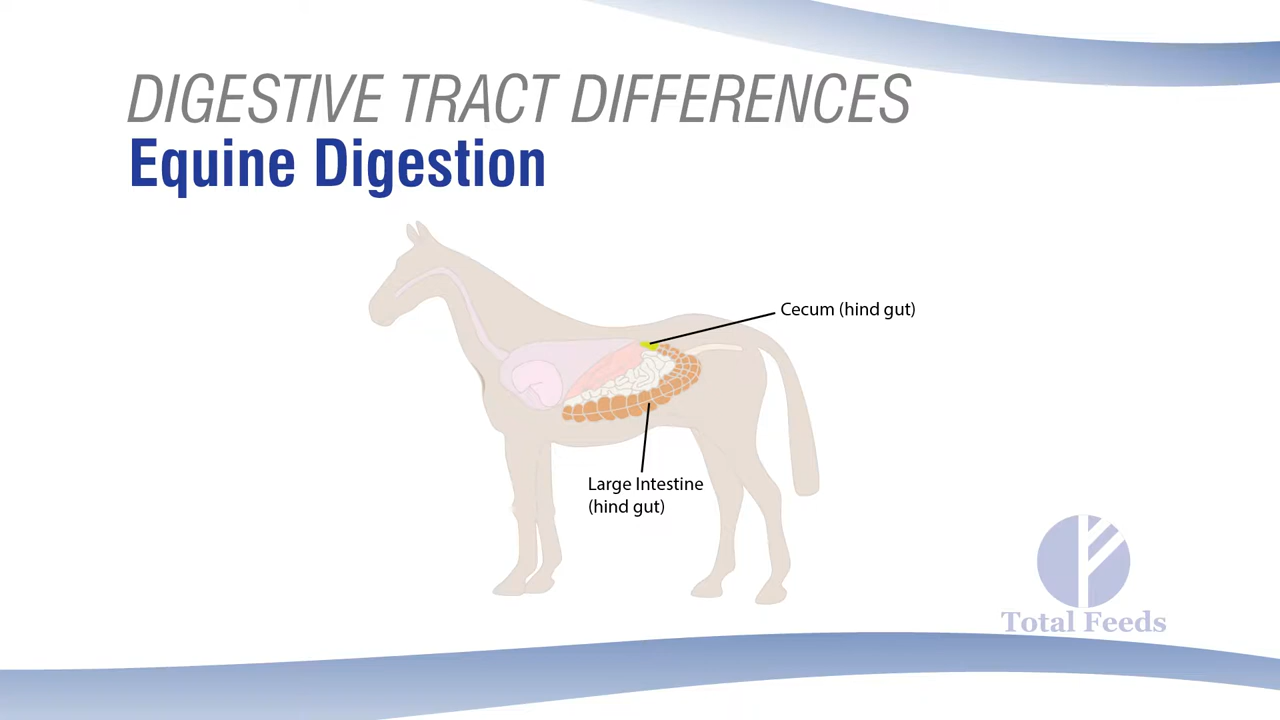 DIGESTIVE TRACT DIFFERENCES
Equine Digestion
Cecum (hind gut)
Large Intestine
(hind gut)
Total Feeds